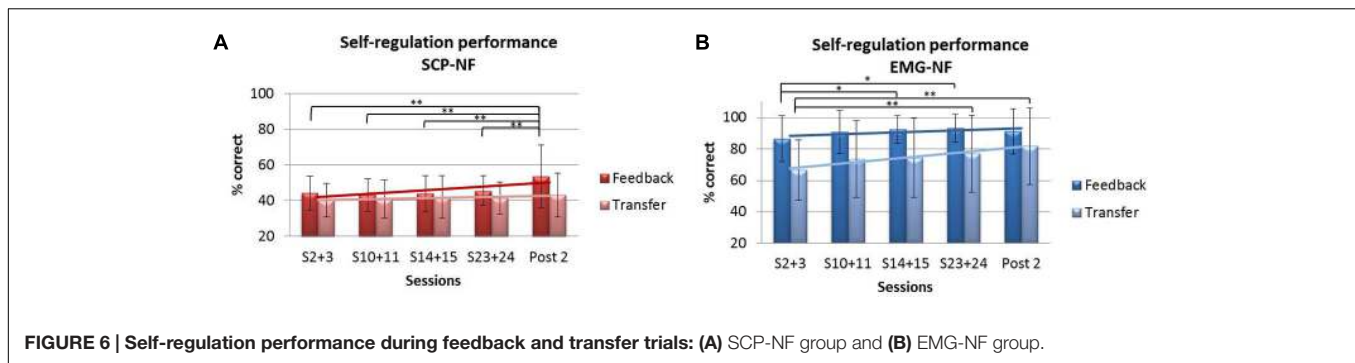 A
Self-regulation performance
SCP-NF
**
**
**
**
100
80
60
40
20
% correct
S2+3 S10+11 S14+15 S23+24 Post 2
Sessions
Feedback
Transfer
B
Self-regulation performance
EMG-NF
*
*
**
**
100
80
60
40
20
% correct
S2+3 S10+11 S14+15 S23+24 Post 2
Sessions
Feedback
Transfer
FIGURE 6 | Self-regulation performance during feedback and transfer trials: (A) SCP-NF group and (B) EMG-NF group.